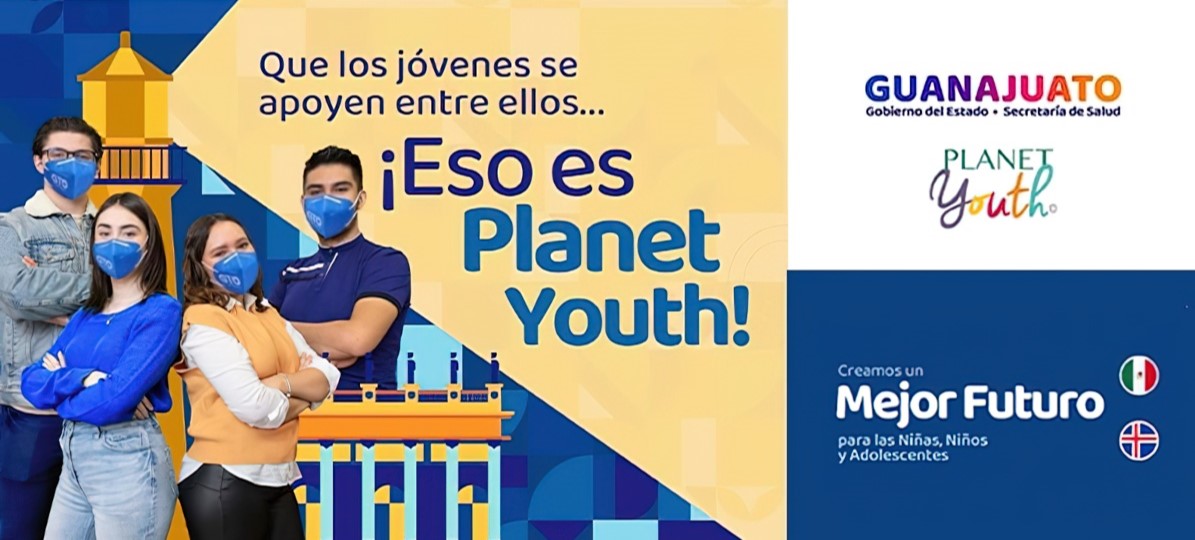 Que los jóvenes se
apoyen entre ellos...
¡Eso es
Planet
Youth!
GTO
GTO
GTO
GTO
GUANAJUATO
Gobierno del Estado • Secretaría de Salud
PLANET
Youth
Creamos un
Mejor Futuro
para las Niñas, Niños
y Adolescentes